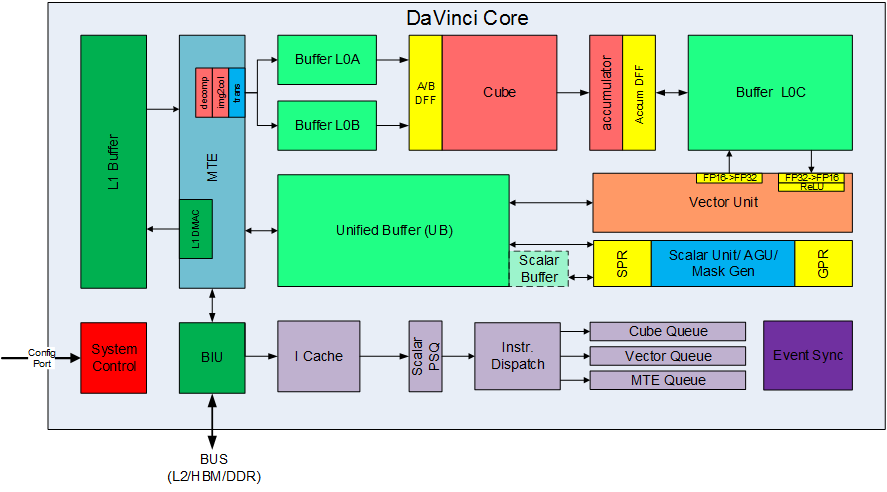 DaVinci Core
L1 Buffer
MTE
decomp
img2col
trans
L1DMAC
Buffer L0A
Buffer L0B
A/B
DFF
Cube
accumulator
Accum DFF
Buffer L0C
FP16->FP32
FP32->FP16
ReLU
Vector Unit
Unified Buffer (UB)
Scalar
Buffer
SPR
Scalar Unit/ AGU/
Mask Gen
GPR
Config
Port
System
Control
BIU
I Cache
Scalar
PSQ
Instr.
Dispatch
Cube Queue
Vector Queue
MTE Queue
Event Sync
BUS
(L2/HBM/DDR)